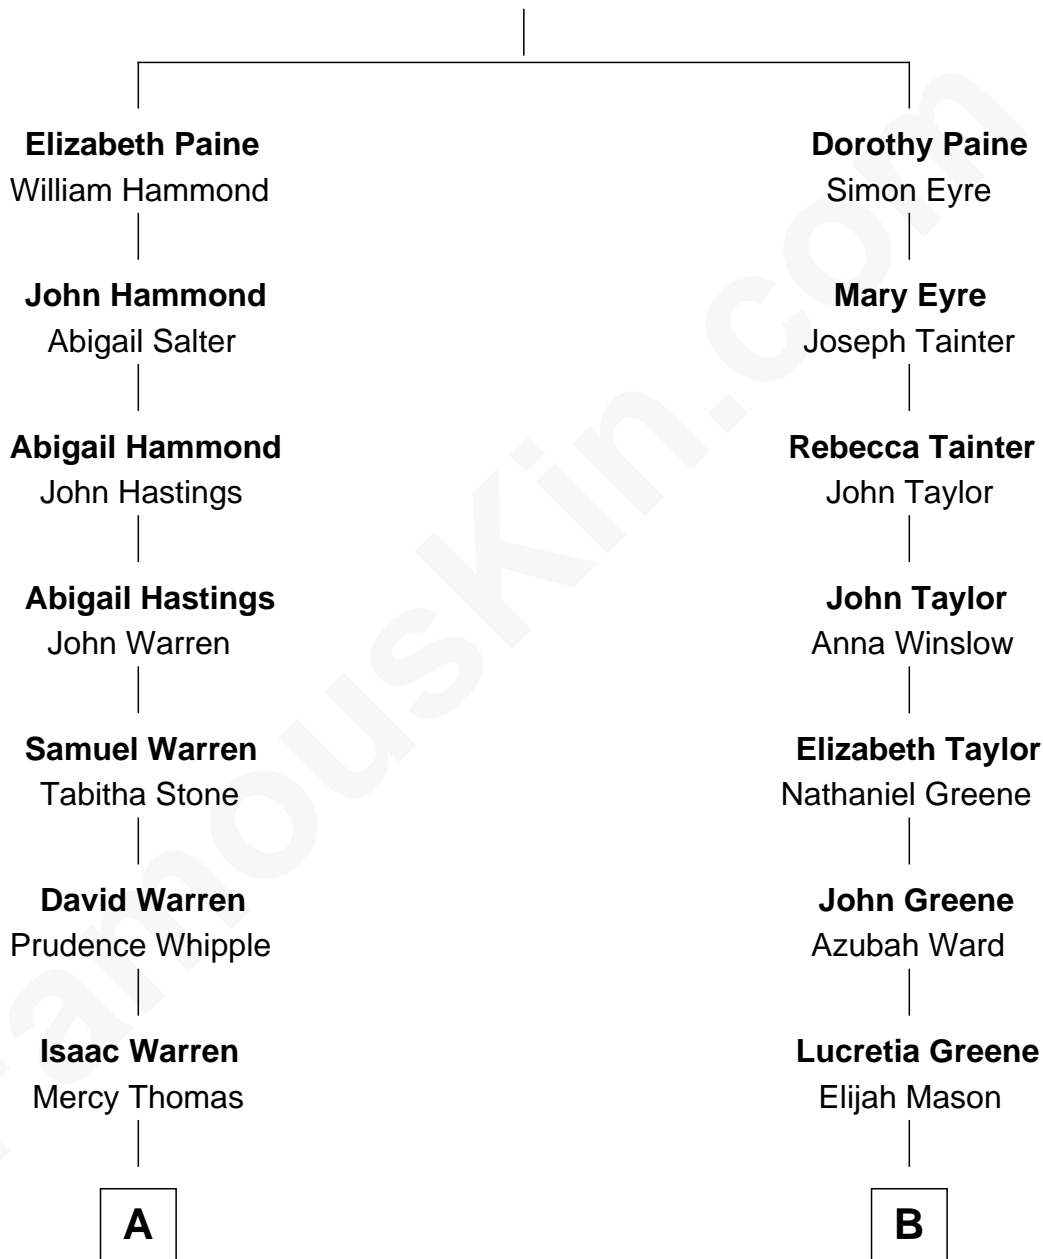 Elizabeth Paine
William Hammond
John Hammond
Abigail Salter
Abigail Hammond
John Hastings
Abigail Hastings
John Warren
Samuel Warren
Tabitha Stone
David Warren
Prudence Whipple
Isaac Warren
Mercy Thomas
A
Dorothy Paine
Simon Eyre
Mary Eyre
Joseph Tainter
Rebecca Tainter
John Taylor
John Taylor
Anna Winslow
Elizabeth Taylor
Nathaniel Greene
John Greene
Azubah Ward
Lucretia Greene
Elijah Mason
B
FamousKin.com